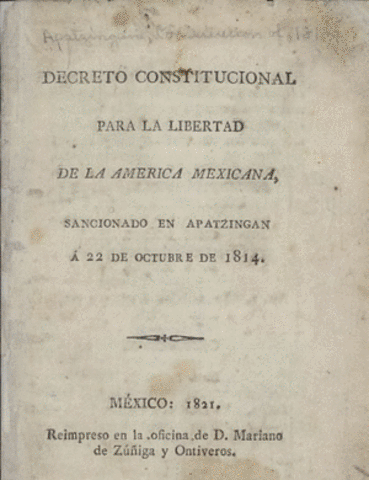 DECRETO CONSTITUCIONAL
PARA LA LIBERTAD
DE LA AMERICA MEXICANA,
SANCIONADO EN APATZINGAN
Á 22 DE OCTUBRE DE 1814.
MÉXICO: 1821.
Reimpreso en la oficina de D. Mariano
de Zúñiga y Ontiveros.